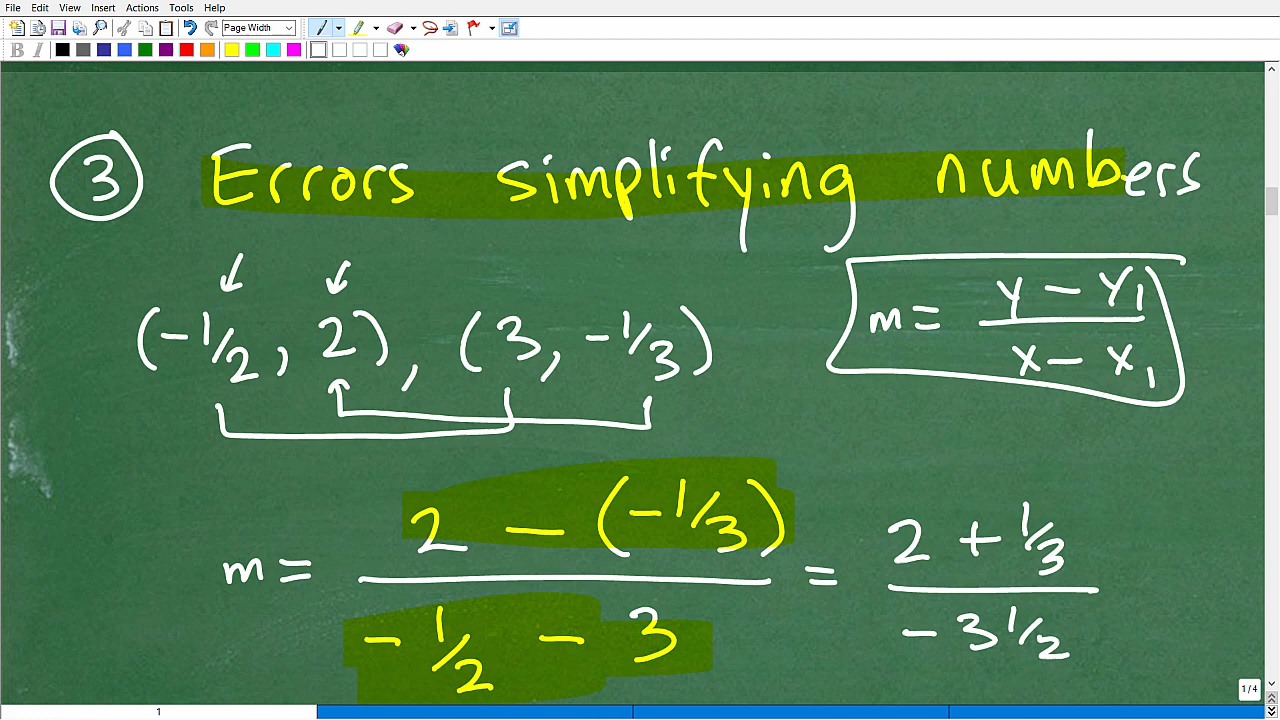 File Edit View Insert Actions Tools Help
Page Width
B I
3 Errors simplifying numbers
(-1/2, 2), (3, -1/3)
m = y - y1 / x - x1
m = 2 - (-1/3) / -1/2 - 3 = 2 + 1/3 / -3 1/2
1/4
1